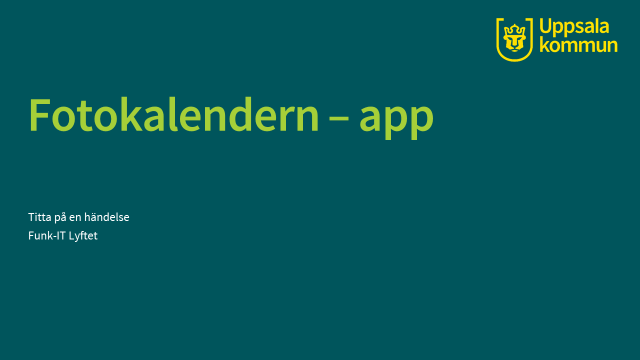 Uppsala
kommun
Fotokalendern – app
Titta på en händelse
Funk-IT Lyftet